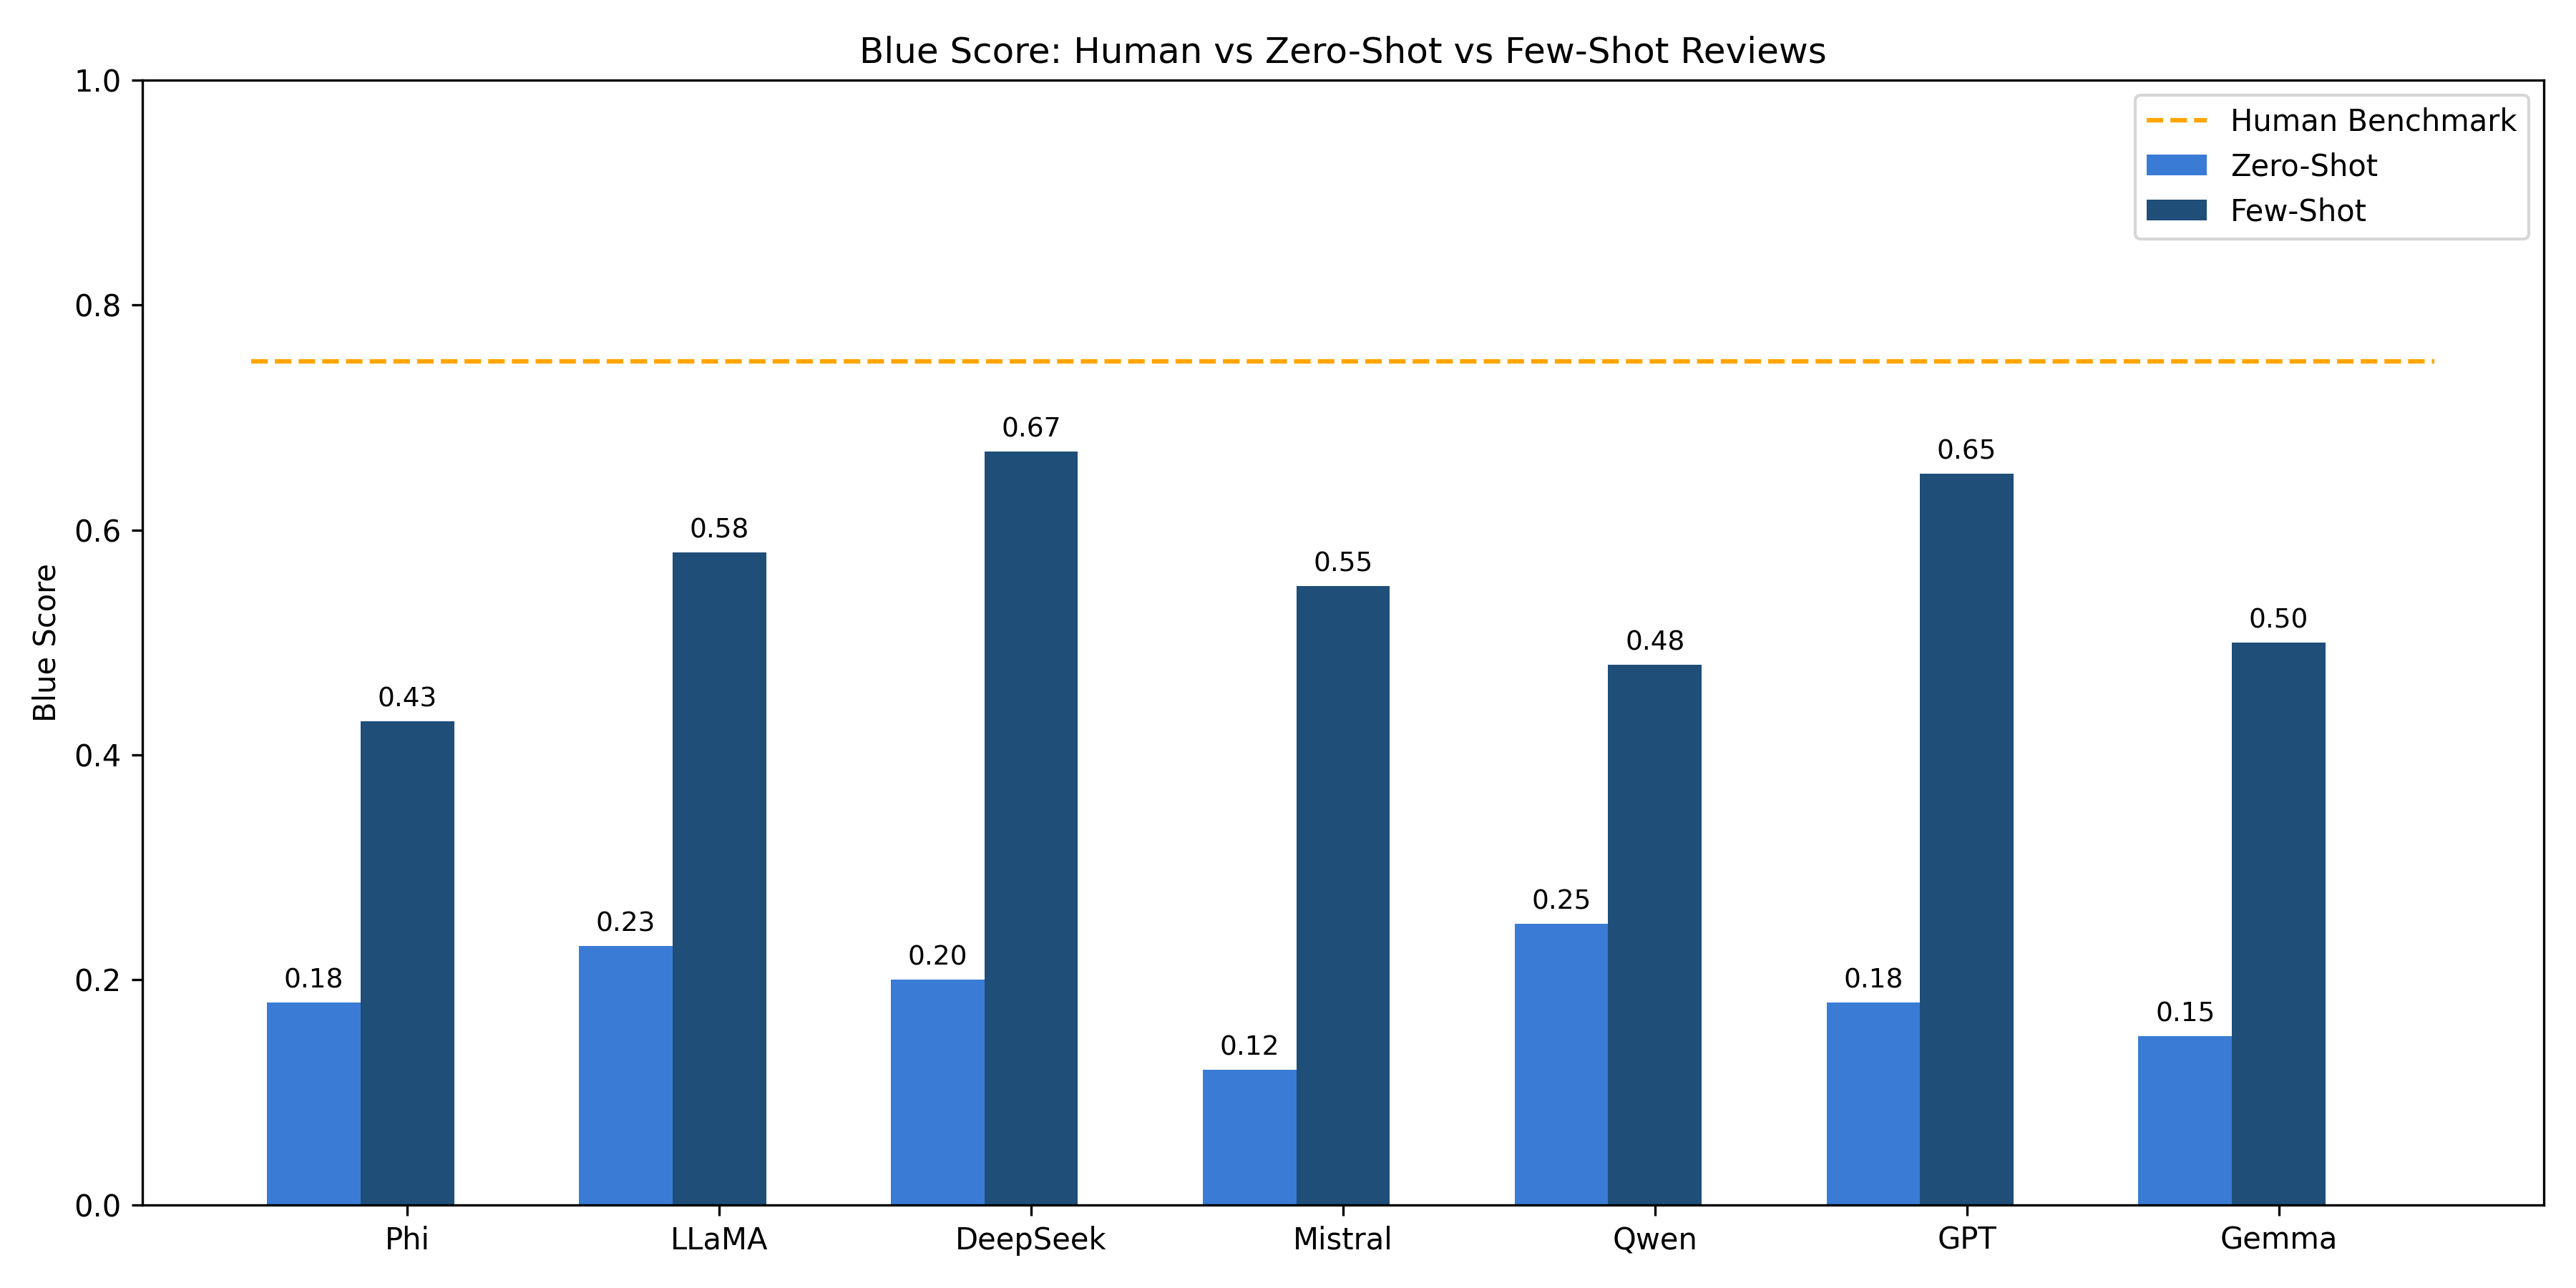 Blue Score: Human vs Zero-Shot vs Few-Shot Reviews
Human Benchmark
Zero-Shot
Few-Shot
Blue Score
1.0
0.8
0.6
0.4
0.2
0.0
0.18
0.43
0.23
0.58
0.20
0.67
0.12
0.55
0.25
0.48
0.18
0.65
0.15
0.50
Phi
LLaMA
DeepSeek
Mistral
Qwen
GPT
Gemma